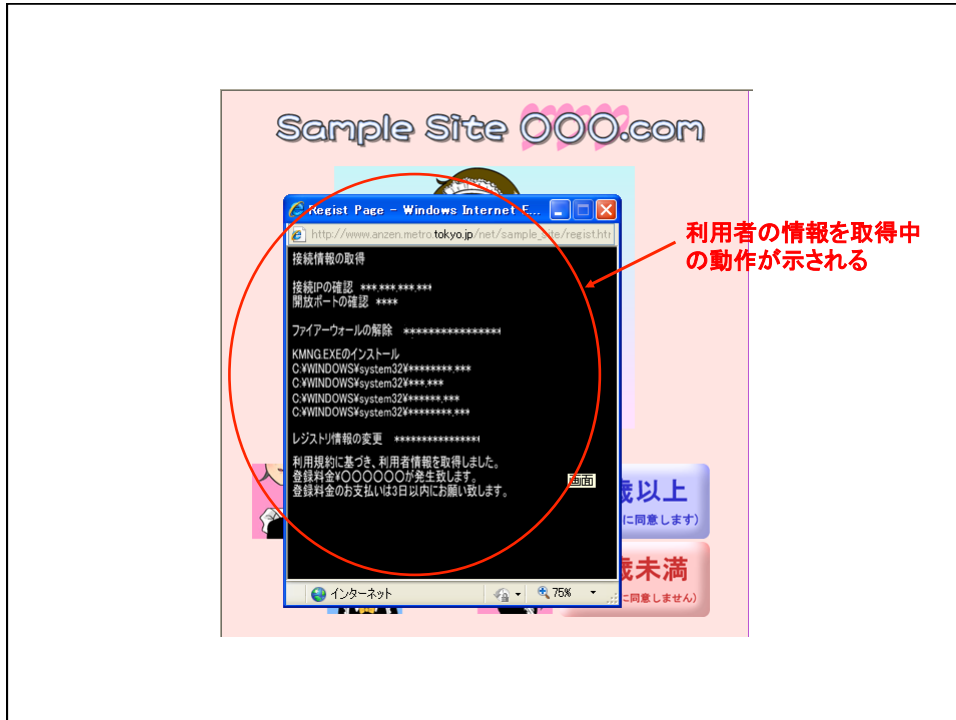 Sample Site OOO.com
Regist Page - Windows Internet E...
http://www.anzen.metro.tokyo.jp/net/sample_site/regist.htm
接続情報の取得
接続IPの確認 ***.***.***.***
開放ポートの確認 ****
ファイアーウォールの解除 *****************
KMNG.EXEのインストール
C:¥WINDOWS¥system32¥********.***
C:¥WINDOWS¥system32¥***.***
C:¥WINDOWS¥system32¥******.***
C:¥WINDOWS¥system32¥********.***
レジストリ情報の変更 ***************
利用規約に基づき、利用者情報を取得しました。
登録料金¥〇〇〇〇〇〇が発生致します。
登録料金のお支払いは3日以内にお願い致します。
画面
インターネット
75%
利用者の情報を取得中
の動作が示される
歳以上
に同意します)
歳未満
に同意しません)